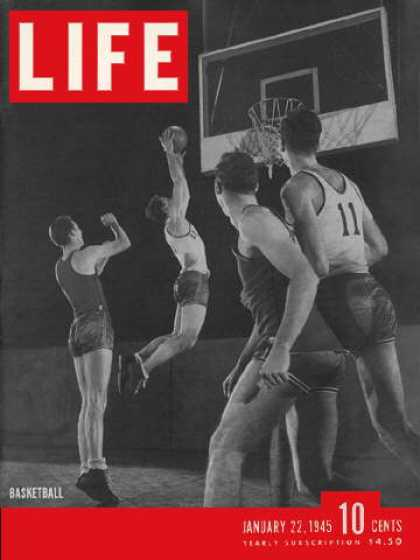 LIFE
11
BASKETBALL
JANUARY 22, 1945 10 CENTS
YEARLY SUBSCRIPTION $4.50